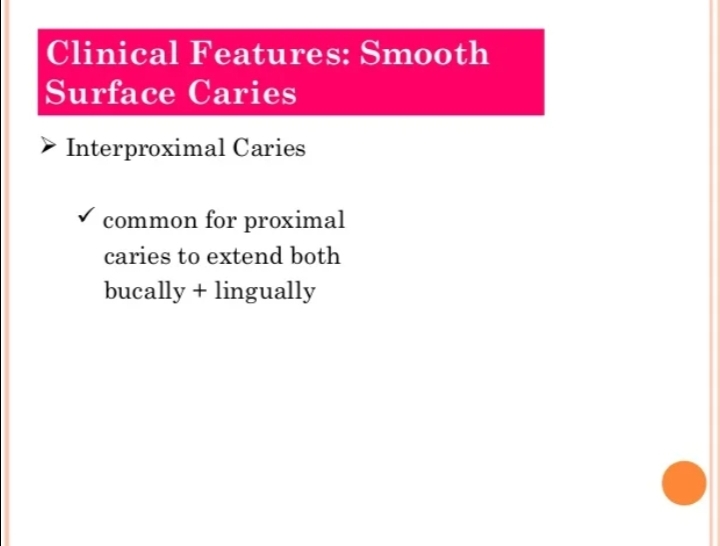 Clinical Features: Smooth
Surface Caries
➢ Interproximal Caries
✓ common for proximal
caries to extend both
bucally + lingually